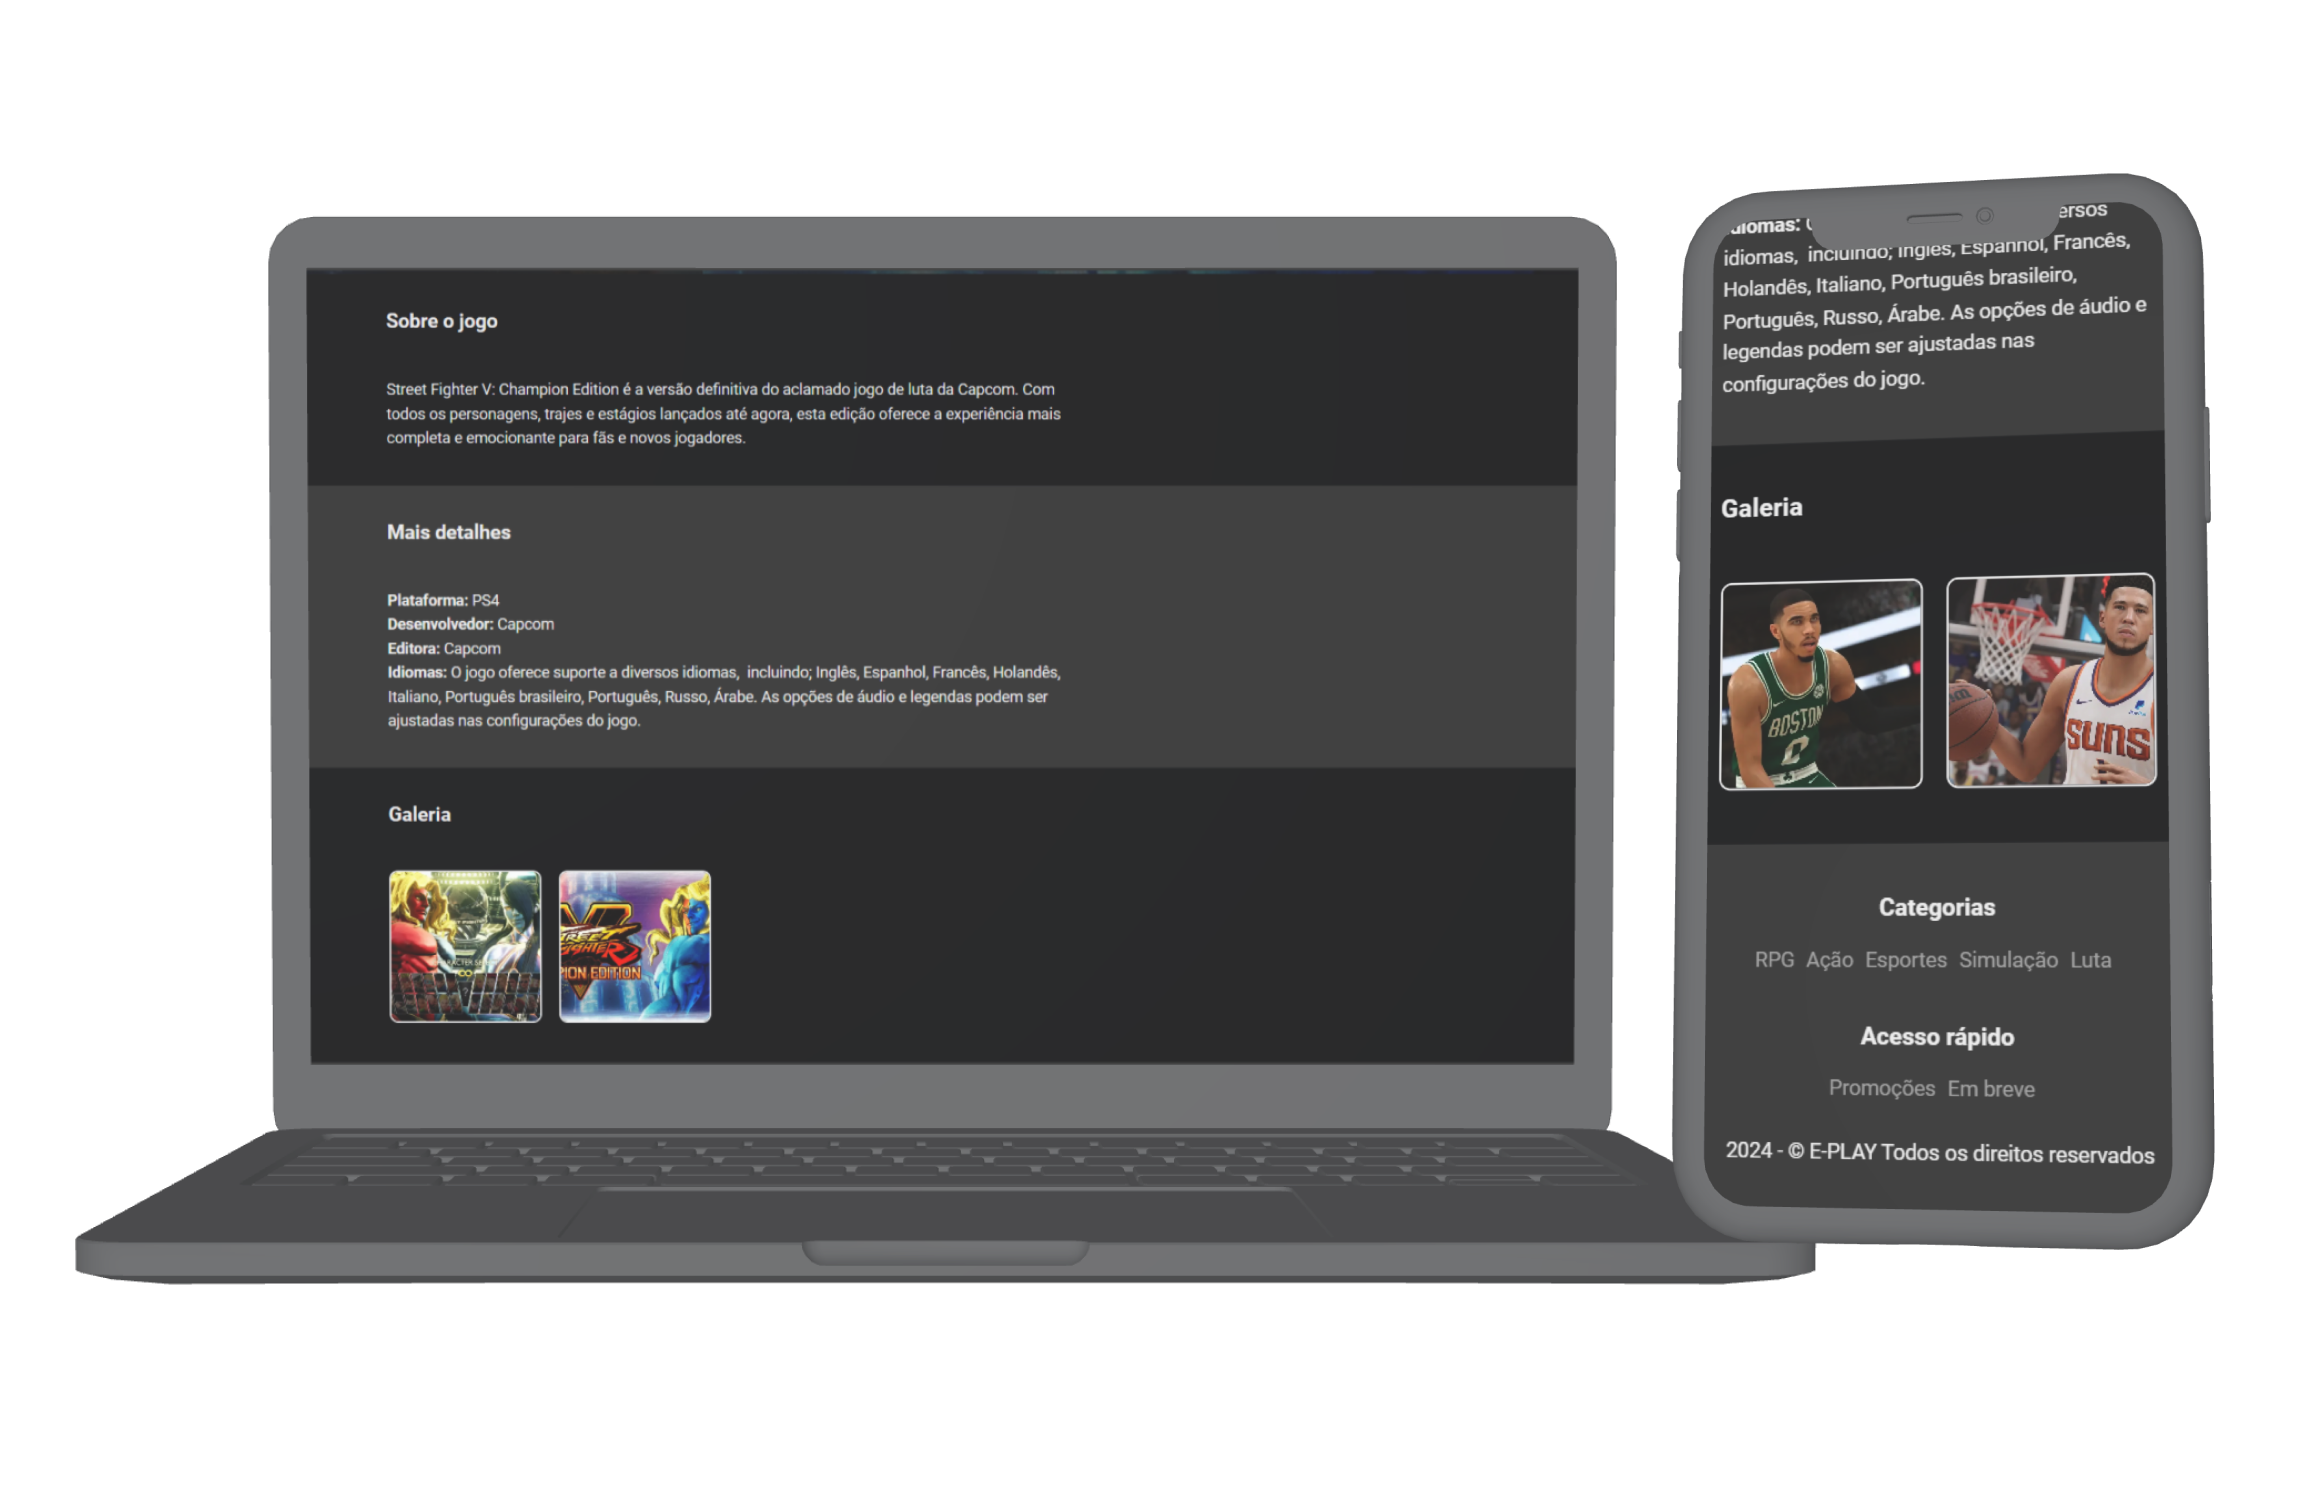 Sobre o jogo
Street Fighter V: Champion Edition é a versão definitiva do aclamado jogo de luta da Capcom. Com
todos os personagens, trajes e estágios lançados até agora, esta edição oferece a experiência mais
completa e emocionante para fãs e novos jogadores.
Mais detalhes
Plataforma: PS4
Desenvolvedor: Capcom
Editora: Capcom
Idiomas: O jogo oferece suporte a diversos idiomas,  incluindo; Inglês, Espanhol, Francês, Holandês,
Italiano, Português brasileiro, Português, Russo, Árabe. As opções de áudio e legendas podem ser
ajustadas nas configurações do jogo.
Galeria
ION EDITION
idiomas,  incluindo; Inglês, Espanhol, Francês,
Holandês, Italiano, Português brasileiro,
Português, Russo, Árabe. As opções de áudio e
legendas podem ser ajustadas nas
configurações do jogo.
Galeria
BOSTON
suns
Categorias
RPG Ação Esportes Simulação Luta
Acesso rápido
Promoções Em breve
2024 - © E-PLAY Todos os direitos reservados